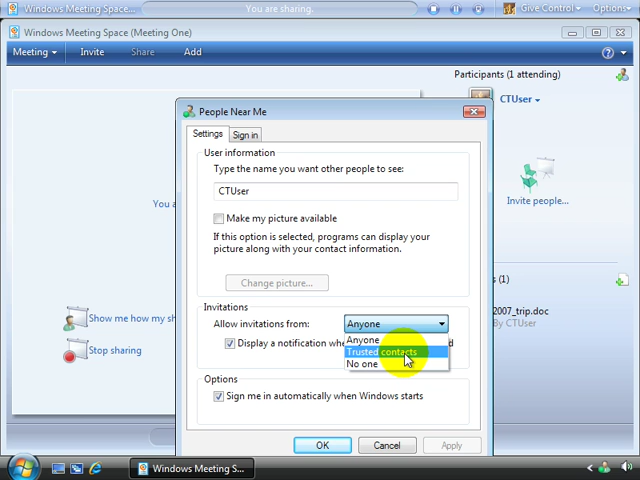 Windows Meeting Space...
You are sharing.
Give Control
Options
Windows Meeting Space (Meeting One)
Meeting
Invite
Share
Add
?
Participants (1 attending)
CTUser
Invite people...
You a
Show me how my sh
Stop sharing
s (1)
2007_trip.doc
By CTUser
People Near Me
Settings
Sign in
User information
Type the name you want other people to see:
CTUser
Make my picture available
If this option is selected, programs can display your
picture along with your contact information.
Change picture...
Invitations
Allow invitations from:
Anyone
Anyone
Trusted contacts
No one
Display a notification whe
d
Options
Sign me in automatically when Windows starts
OK
Cancel
Apply
Windows Meeting S...